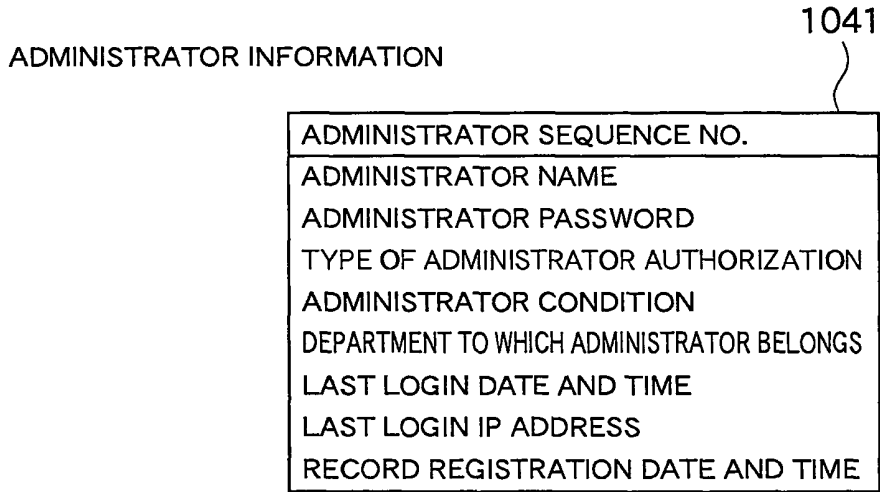 1041
ADMINISTRATOR INFORMATION
ADMINISTRATOR SEQUENCE NO.
ADMINISTRATOR NAME
ADMINISTRATOR PASSWORD
TYPE OF ADMINISTRATOR AUTHORIZATION
ADMINISTRATOR CONDITION
DEPARTMENT TO WHICH ADMINISTRATOR BELONGS
LAST LOGIN DATE AND TIME
LAST LOGIN IP ADDRESS
RECORD REGISTRATION DATE AND TIME